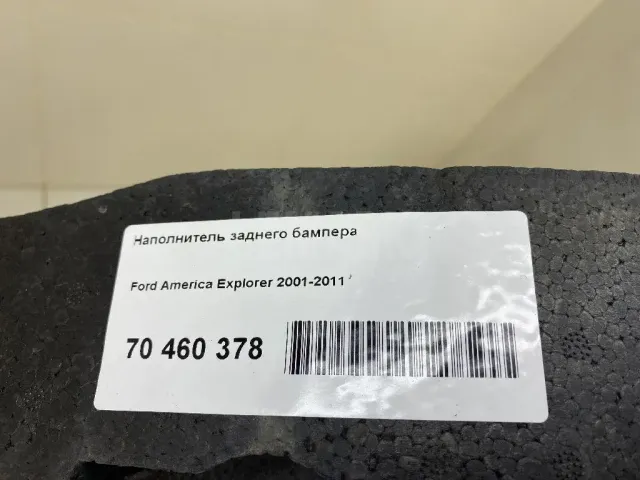 Наполнитель заднего бампера
Ford America Explorer 2001-2011
70 460 378